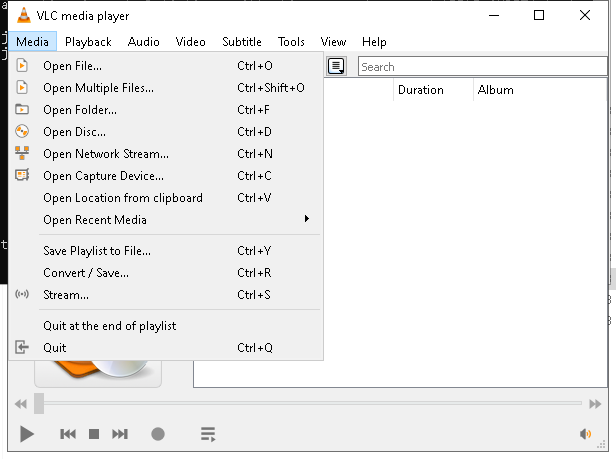 VLC media player
Media Playback Audio Video Subtitle Tools View Help
Open File... Ctrl+O
Open Multiple Files... Ctrl+Shift+O
Open Folder... Ctrl+F
Open Disc... Ctrl+D
Open Network Stream... Ctrl+N
Open Capture Device... Ctrl+C
Open Location from clipboard Ctrl+V
Open Recent Media
Save Playlist to File... Ctrl+Y
Convert / Save... Ctrl+R
Stream... Ctrl+S
Quit at the end of playlist
Quit Ctrl+Q
Search
Duration Album